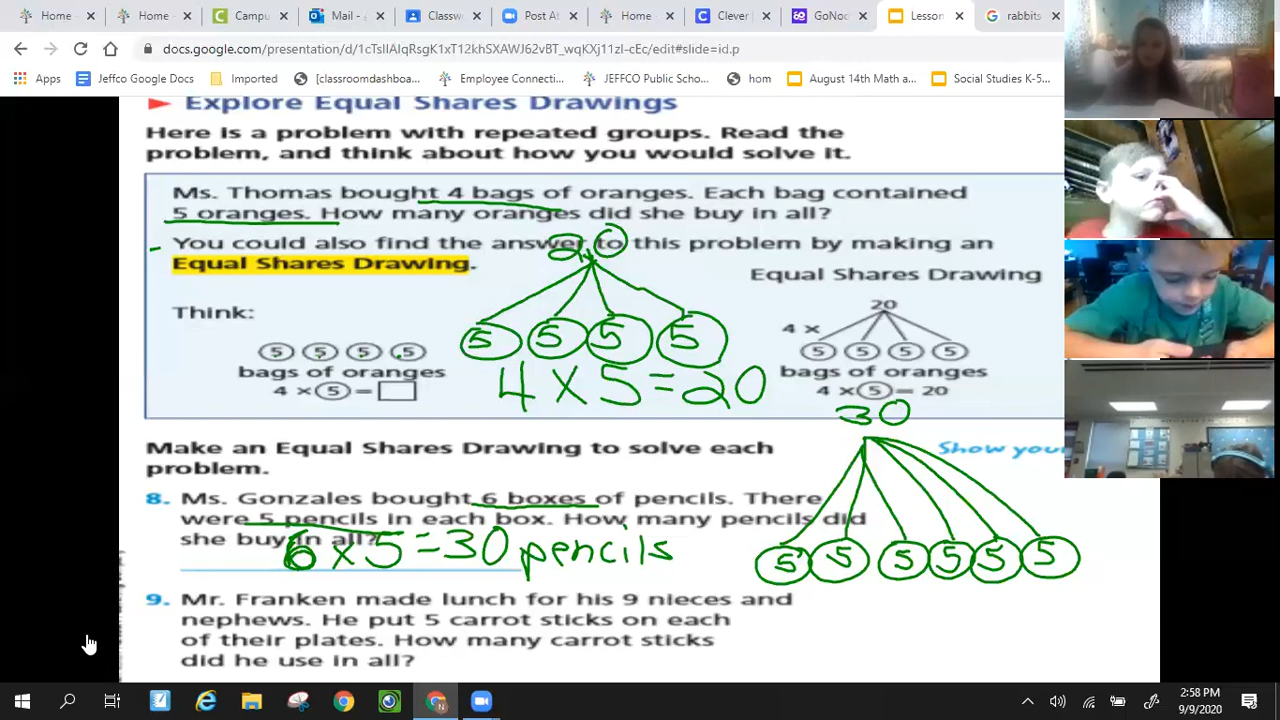 Home -
Home -
Campu
Mail -
Classw
Post At
Home -
Clever
GoNoo
Lesson
rabbits
docs.google.com/presentation/d/1cTslIAlqRsgK1xT12khSXAWJ62vBT_wqKXj11zI-cEc/edit#slide=id.p
Apps
Jeffco Google Docs
Imported
[classroomdashboa...
Employee Connecti...
JEFFCO Public Scho...
hom
August 14th Math a...
Social Studies K-5...
Explore Equal Shares Drawings
Here is a problem with repeated groups. Read the
problem, and think about how you would solve it.
Ms. Thomas bought 4 bags of oranges. Each bag contained
5 oranges. How many oranges did she buy in all?
You could also find the answer to this problem by making an
Equal Shares Drawing.
20
Equal Shares Drawing
Think:
20
4 x
5 5 5 5
5 5 5 5
5 5 5 5
bags of oranges
4 × 5 =
4 X 5 = 20
bags of oranges
4 × 5 = 20
30
Make an Equal Shares Drawing to solve each
problem.
Show your
8. Ms. Gonzales bought 6 boxes of pencils. There
were 5 pencils in each box. How many pencils did
she buy in all?
6 x 5 = 30 pencils
5 5 5 5 5 5
9. Mr. Franken made lunch for his 9 nieces and
nephews. He put 5 carrot sticks on each
of their plates. How many carrot sticks
did he use in all?
2:58 PM
9/9/2020